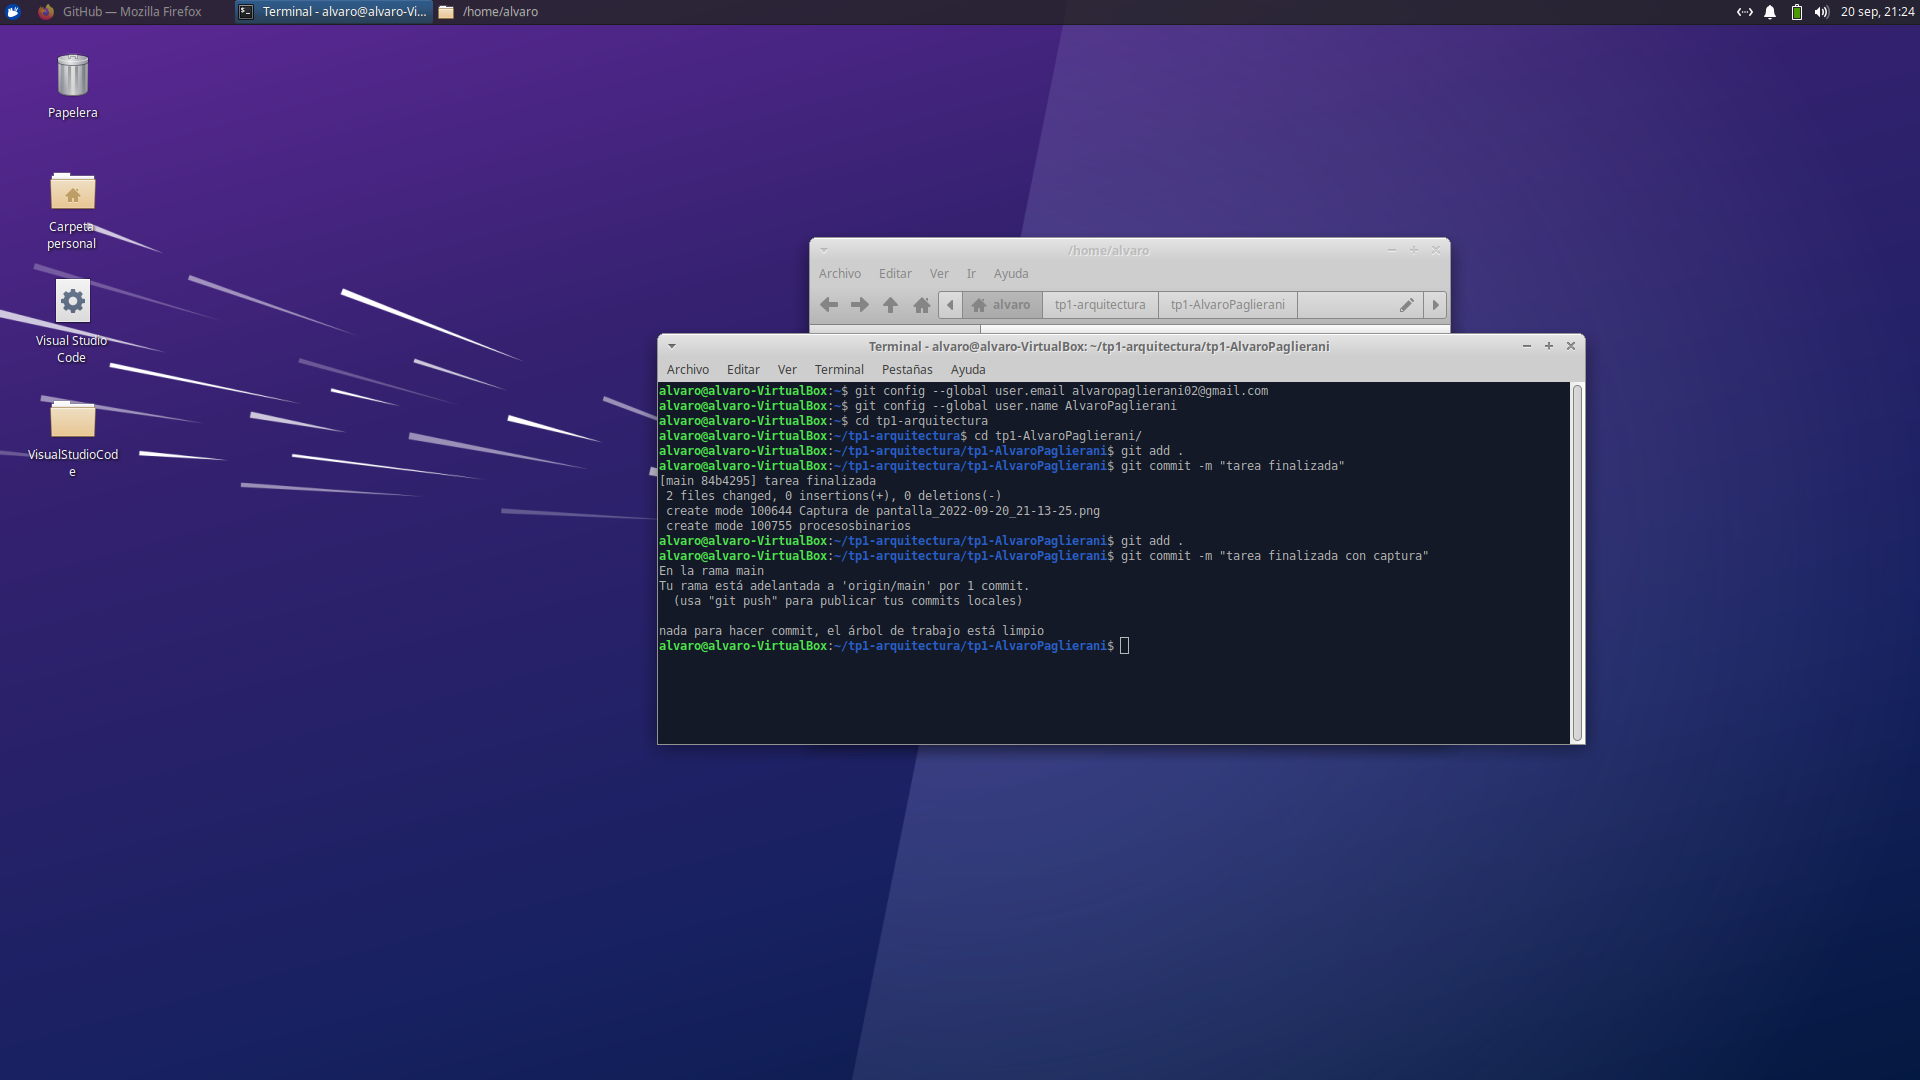 GitHub — Mozilla Firefox
Terminal - alvaro@alvaro-Vi...
/home/alvaro
20 sep, 21:24
Papelera
Carpeta
personal
Visual Studio
Code
VisualStudioCod
e
/home/alvaro
Archivo Editar Ver Ir Ayuda
alvaro tp1-arquitectura tp1-AlvaroPaglierani
Terminal - alvaro@alvaro-VirtualBox: ~/tp1-arquitectura/tp1-AlvaroPaglierani
Archivo Editar Ver Terminal Pestañas Ayuda
alvaro@alvaro-VirtualBox:~$ git config --global user.email alvaropaglierani02@gmail.com
alvaro@alvaro-VirtualBox:~$ git config --global user.name AlvaroPaglierani
alvaro@alvaro-VirtualBox:~$ cd tp1-arquitectura
alvaro@alvaro-VirtualBox:~/tp1-arquitectura$ cd tp1-AlvaroPaglierani/
alvaro@alvaro-VirtualBox:~/tp1-arquitectura/tp1-AlvaroPaglierani$ git add .
alvaro@alvaro-VirtualBox:~/tp1-arquitectura/tp1-AlvaroPaglierani$ git commit -m "tarea finalizada"
[main 84b4295] tarea finalizada
 2 files changed, 0 insertions(+), 0 deletions(-)
 create mode 100644 Captura de pantalla_2022-09-20_21-13-25.png
 create mode 100755 procesosbinarios
alvaro@alvaro-VirtualBox:~/tp1-arquitectura/tp1-AlvaroPaglierani$ git add .
alvaro@alvaro-VirtualBox:~/tp1-arquitectura/tp1-AlvaroPaglierani$ git commit -m "tarea finalizada con captura"
En la rama main
Tu rama está adelantada a 'origin/main' por 1 commit.
  (usa "git push" para publicar tus commits locales)
nada para hacer commit, el árbol de trabajo está limpio
alvaro@alvaro-VirtualBox:~/tp1-arquitectura/tp1-AlvaroPaglierani$